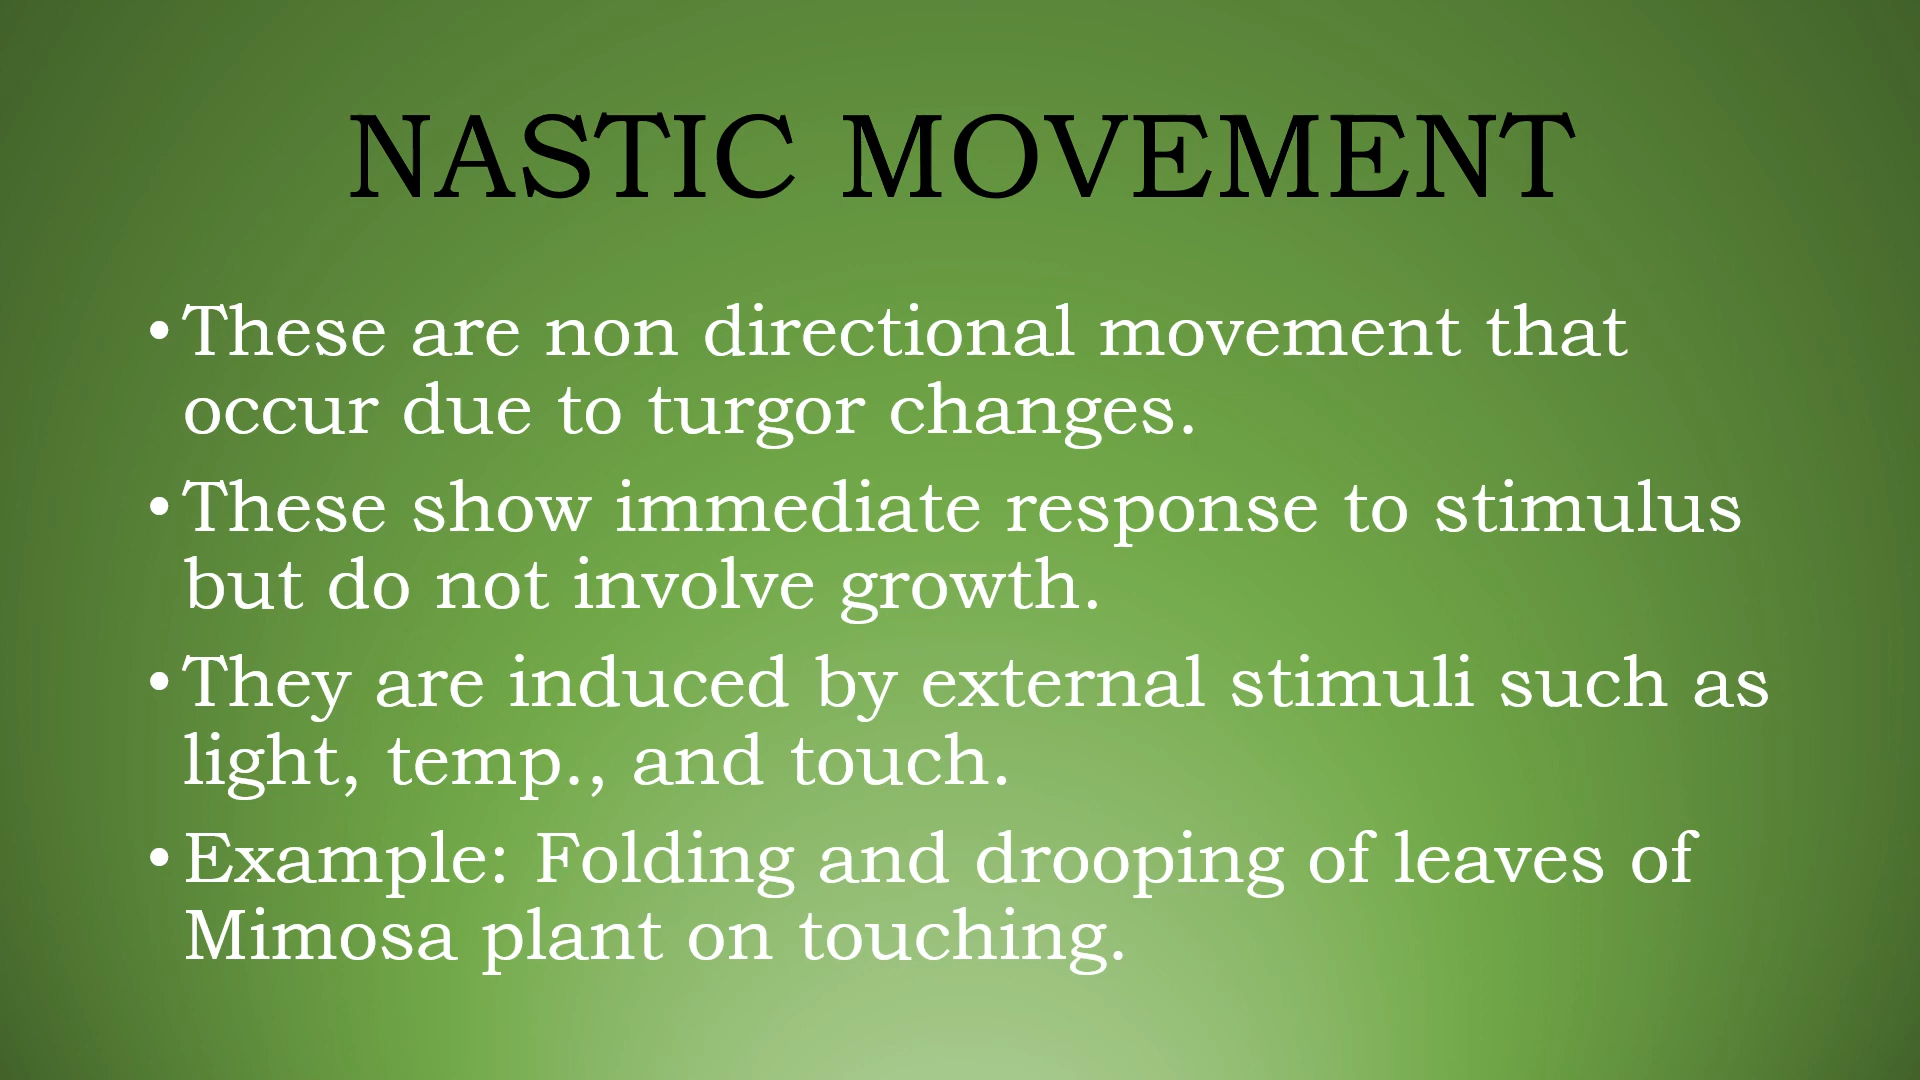 NASTIC MOVEMENT
• These are non directional movement that
occur due to turgor changes.
• These show immediate response to stimulus
but do not involve growth.
• They are induced by external stimuli such as
light, temp., and touch.
• Example: Folding and drooping of leaves of
Mimosa plant on touching.